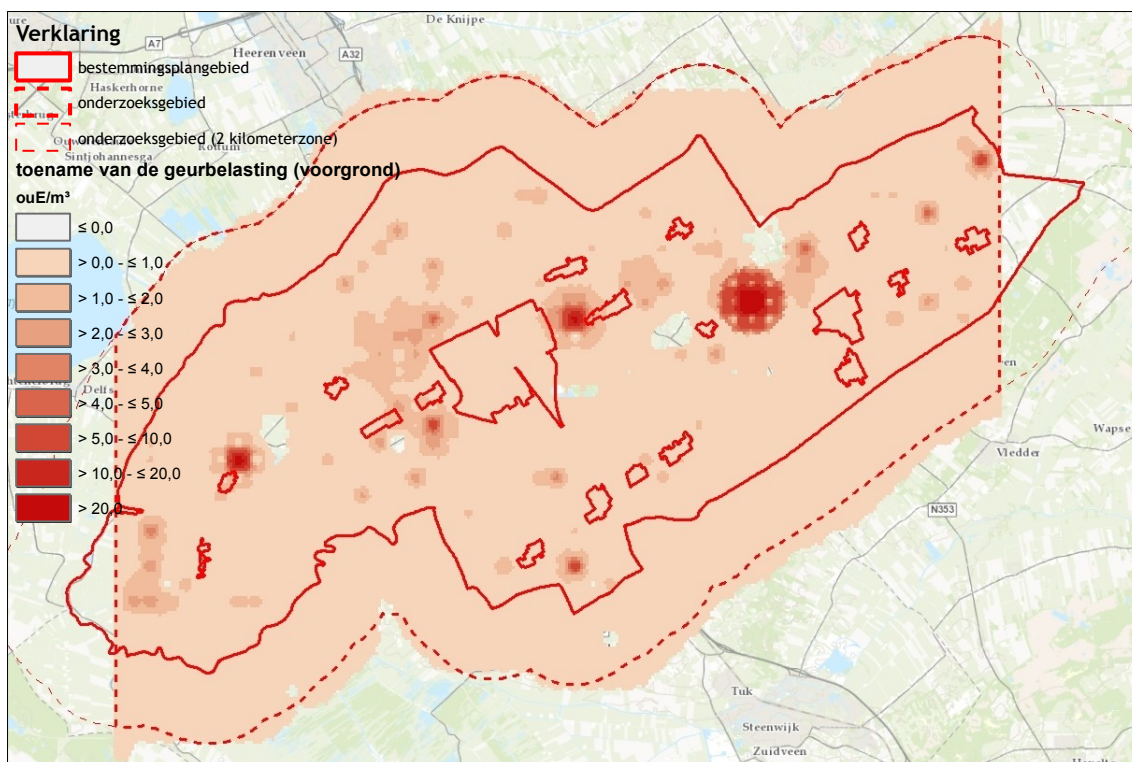 De Knijpe
Verklaring
A7
Heerenveen
A32
bestemmingsplangebied
Haskerhorne
onderzoeksgebied
onderzoeksgebied (2 kilometerzone)
Rottum
Sintjohannesga
toename van de geurbelasting (voorgrond)
ouE/m³
≤ 0,0
> 0,0 - ≤ 1,0
> 1,0 - ≤ 2,0
> 2,0 - ≤ 3,0
> 3,0 - ≤ 4,0
Delfs
> 4,0 - ≤ 5,0
> 5,0 - ≤ 10,0
> 10,0 - ≤ 20,0
> 20,0
Wapse
Vledder
N353
Tuk
Steenwijk
Zuidveen